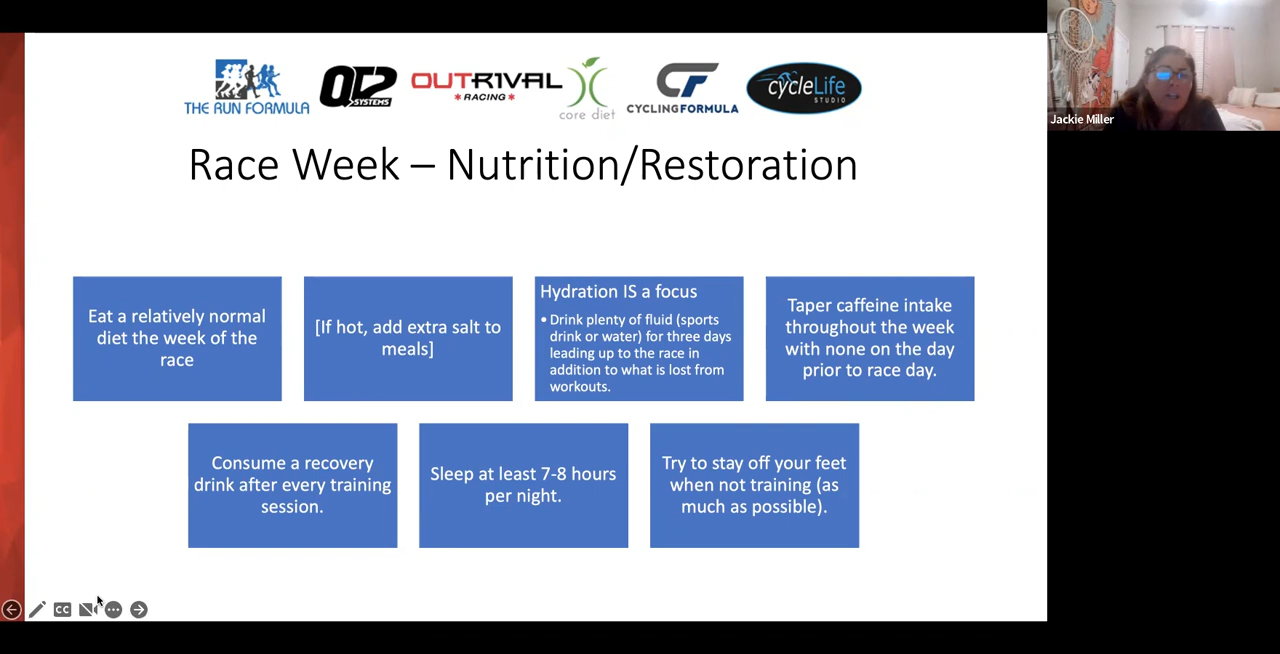 THE RUN FORMULA
SYSTEMS
OUTRIVAL
RACING
core diet
CYCLINGFORMULA
cycleLife
STUDIO
Jackie Miller
Race Week – Nutrition/Restoration
Eat a relatively normal
diet the week of the
race
[If hot, add extra salt to
meals]
Hydration IS a focus
• Drink plenty of fluid (sports
drink or water) for three days
leading up to the race in
addition to what is lost from
workouts.
Taper caffeine intake
throughout the week
with none on the day
prior to race day.
Consume a recovery
drink after every training
session.
Sleep at least 7-8 hours
per night.
Try to stay off your feet
when not training (as
much as possible).
CC